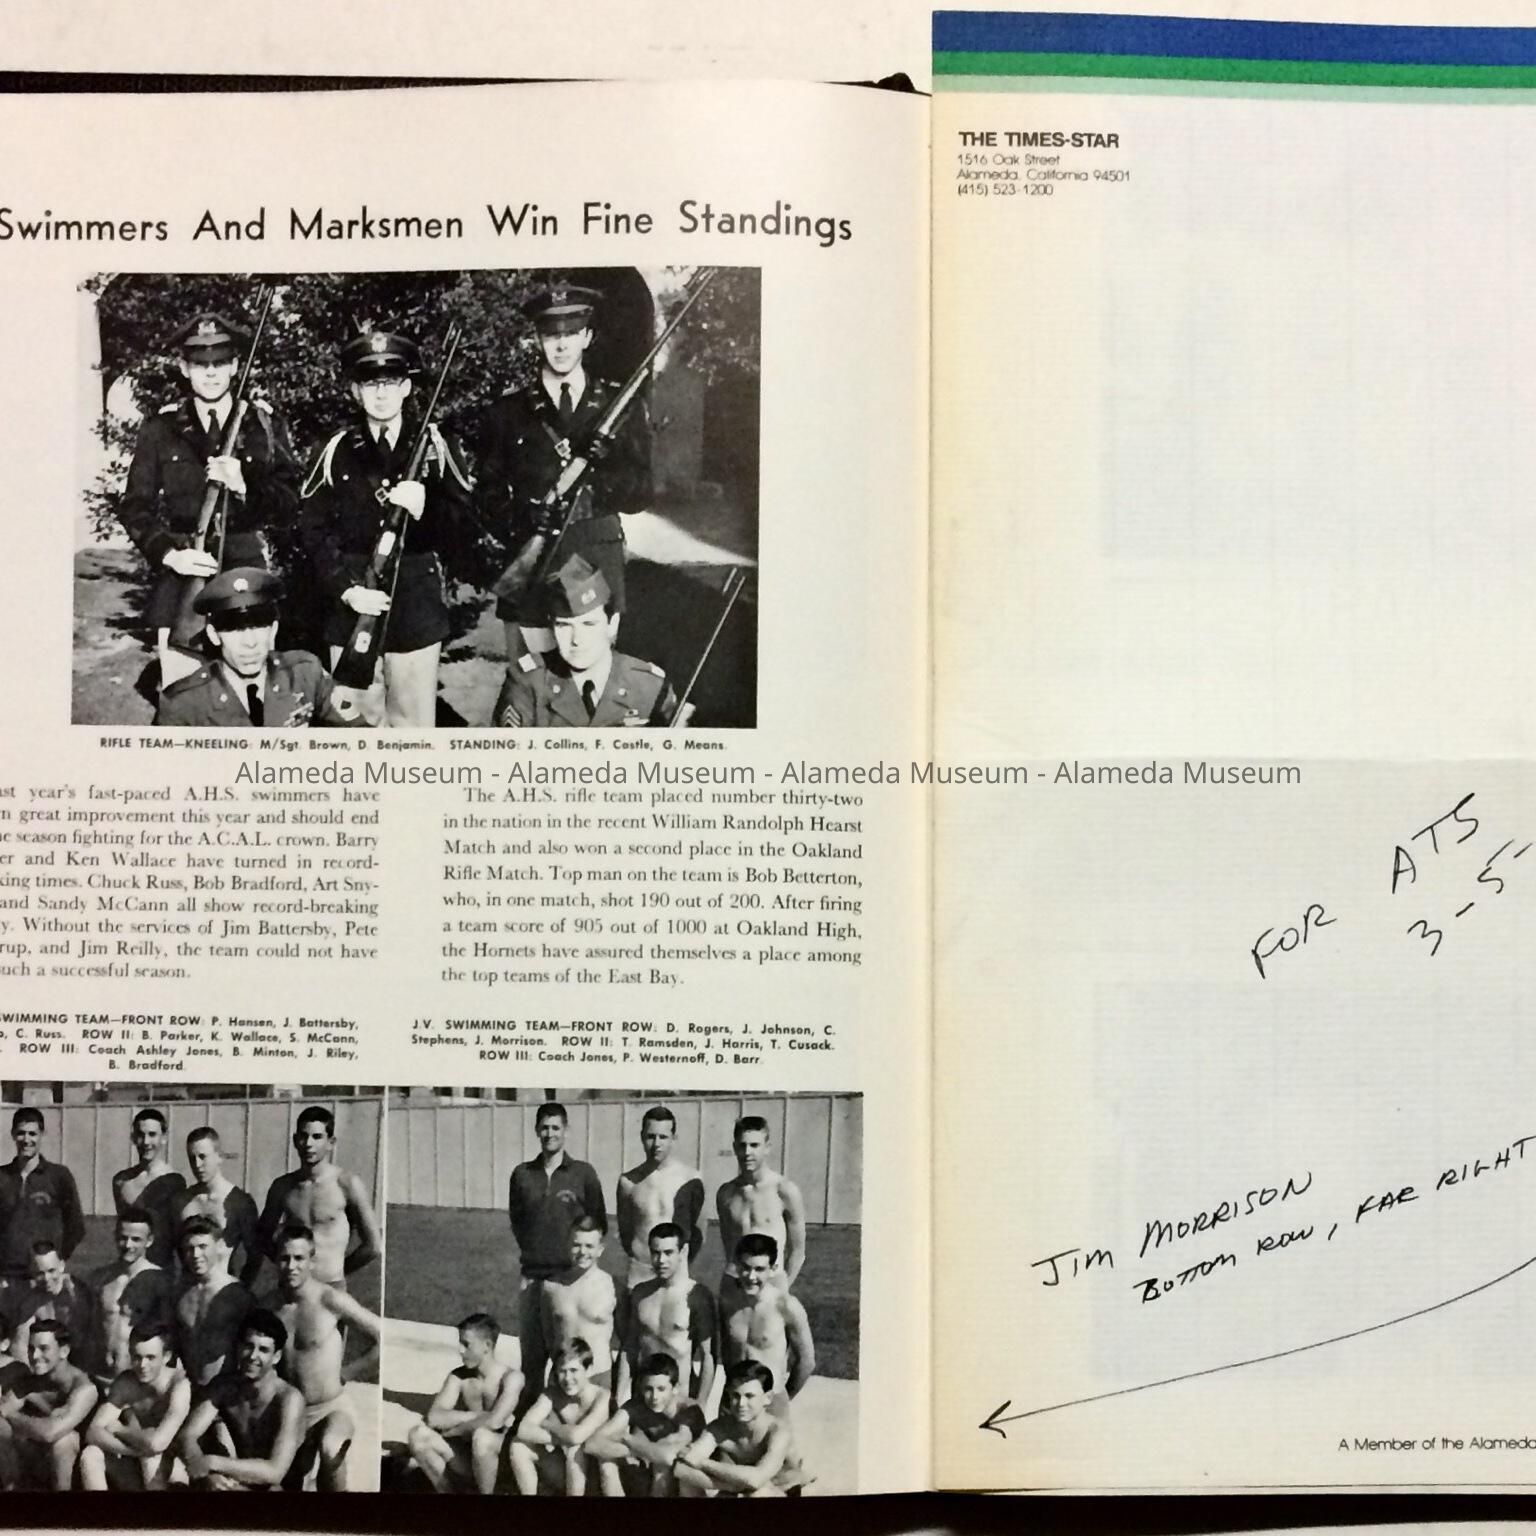 Swimmers And Marksmen Win Fine Standings
RIFLE TEAM—KNEELING: M/Sgt. Brown, D. Benjamin. STANDING: J. Collins, F. Castle, G. Means.
year's fast-paced A.H.S. swimmers have
great improvement this year and should end
season fighting for the A.C.A.L. crown. Barry
and Ken Wallace have turned in record-
times. Chuck Russ, Bob Bradford, Art Sny-
and Sandy McCann all show record-breaking
Without the services of Jim Battersby, Pete
and Jim Reilly, the team could not have
such a successful season.
The A.H.S. rifle team placed number thirty-two
in the nation in the recent William Randolph Hearst
Match and also won a second place in the Oakland
Rifle Match. Top man on the team is Bob Betterton,
who, in one match, shot 190 out of 200. After firing
a team score of 905 out of 1000 at Oakland High,
the Hornets have assured themselves a place among
the top teams of the East Bay.
SWIMMING TEAM—FRONT ROW: P. Hansen, J. Battersby,
C. Russ. ROW II: B. Parker, K. Wallace, S. McCann,
ROW III: Coach Ashley Jones, B. Minton, J. Riley,
B. Bradford.
J.V. SWIMMING TEAM—FRONT ROW: D. Rogers, J. Johnson, C.
Stephens, J. Morrison. ROW II: T. Ramsden, J. Harris, T. Cusack.
ROW III: Coach Jones, P. Westernoff, D. Barr.
THE TIMES-STAR
1516 Oak Street
Alameda, California 94501
(415) 523-1200
FOR ATS
3-5-
JIM MORRISON
BOTTOM ROW, FAR RIGHT
A Member of the Alameda
Alameda Museum - Alameda Museum - Alameda Museum - Alameda Museum